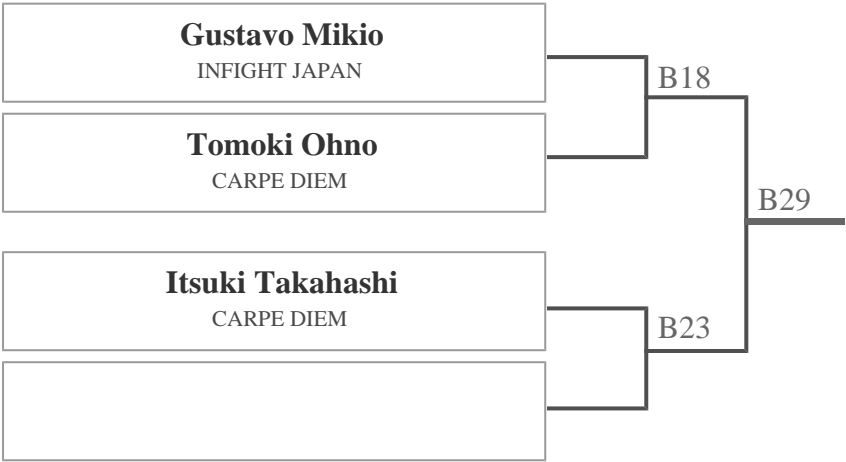 Gustavo Mikio
INFIGHT JAPAN
B18
Tomoki Ohno
CARPE DIEM
B29
Itsuki Takahashi
CARPE DIEM
B23